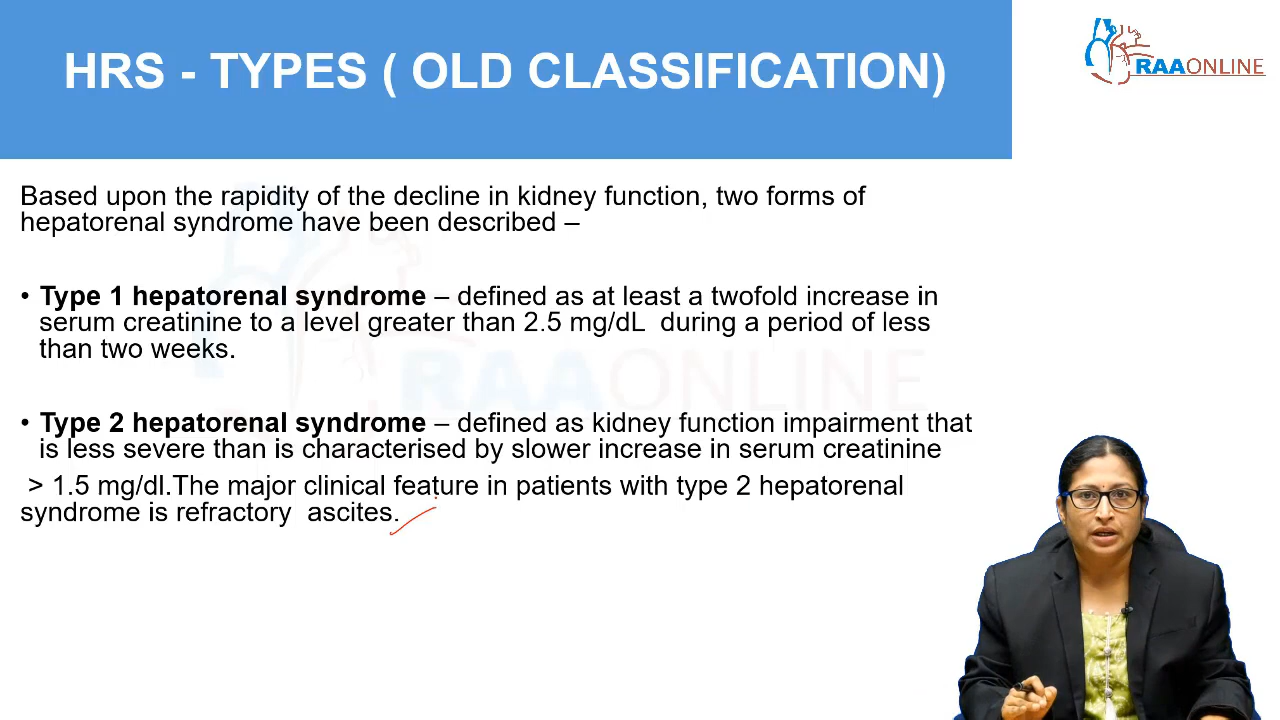 HRS - TYPES ( OLD CLASSIFICATION)
RAAONLINE
Based upon the rapidity of the decline in kidney function, two forms of
hepatorenal syndrome have been described –
• Type 1 hepatorenal syndrome – defined as at least a twofold increase in
serum creatinine to a level greater than 2.5 mg/dL during a period of less
than two weeks.
RAAONLINE
• Type 2 hepatorenal syndrome – defined as kidney function impairment that
is less severe than is characterised by slower increase in serum creatinine
> 1.5 mg/dl.The major clinical feature in patients with type 2 hepatorenal
syndrome is refractory ascites.